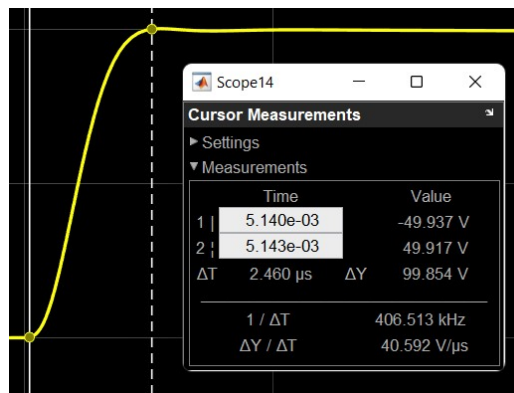 Scope14
Cursor Measurements
Settings
Measurements
Time Value
1 | 5.140e-03 -49.937 V
2 ¦ 5.143e-03 49.917 V
ΔT 2.460 µs ΔY 99.854 V
1 / ΔT 406.513 kHz
ΔY / ΔT 40.592 V/µs